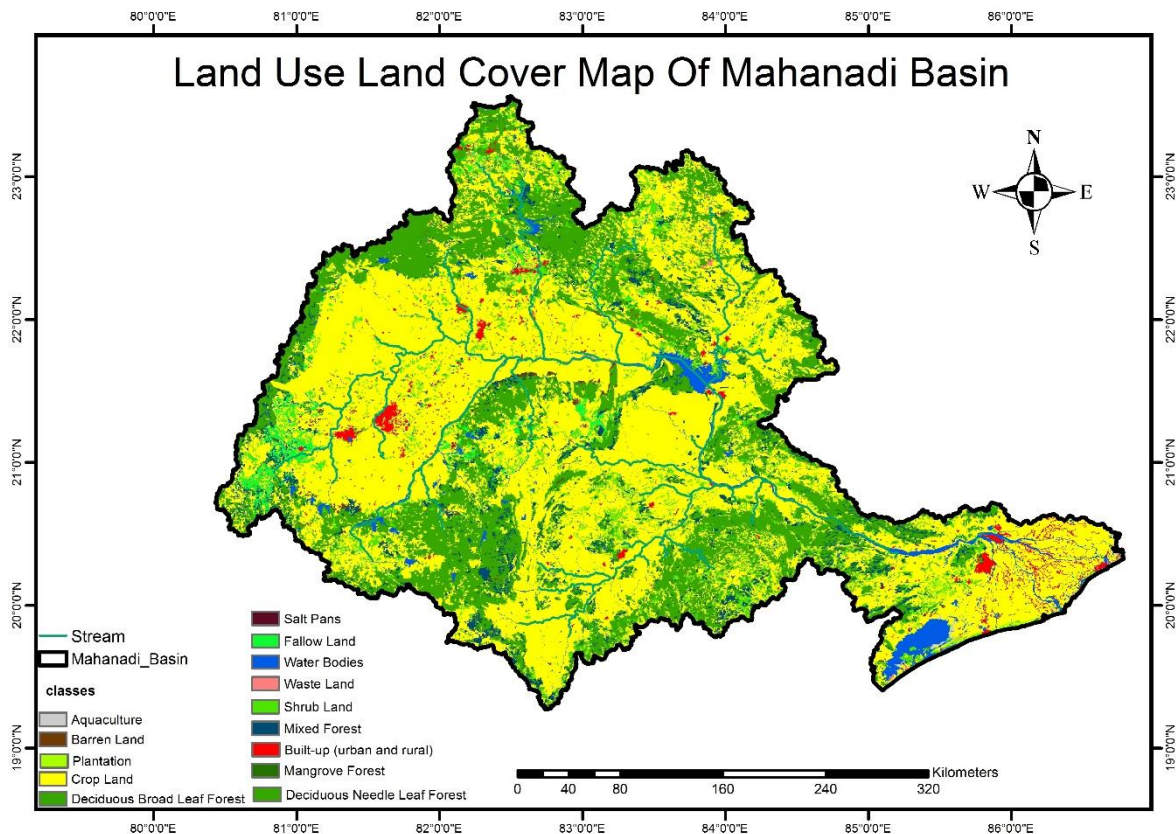 80°0'0"E 81°0'0"E 82°0'0"E 83°0'0"E 84°0'0"E 85°0'0"E 86°0'0"E
Land Use Land Cover Map Of Mahanadi Basin
N
W E
S
23°0'0"N 23°0'0"N
22°0'0"N 22°0'0"N
21°0'0"N 21°0'0"N
20°0'0"N 20°0'0"N
19°0'0"N 19°0'0"N
Stream
Mahanadi_Basin
classes
Aquaculture
Barren Land
Plantation
Crop Land
Deciduous Broad Leaf Forest
Salt Pans
Fallow Land
Water Bodies
Waste Land
Shrub Land
Mixed Forest
Built-up (urban and rural)
Mangrove Forest
Deciduous Needle Leaf Forest
Kilometers
0 40 80 160 240 320
80°0'0"E 81°0'0"E 82°0'0"E 83°0'0"E 84°0'0"E 85°0'0"E 86°0'0"E